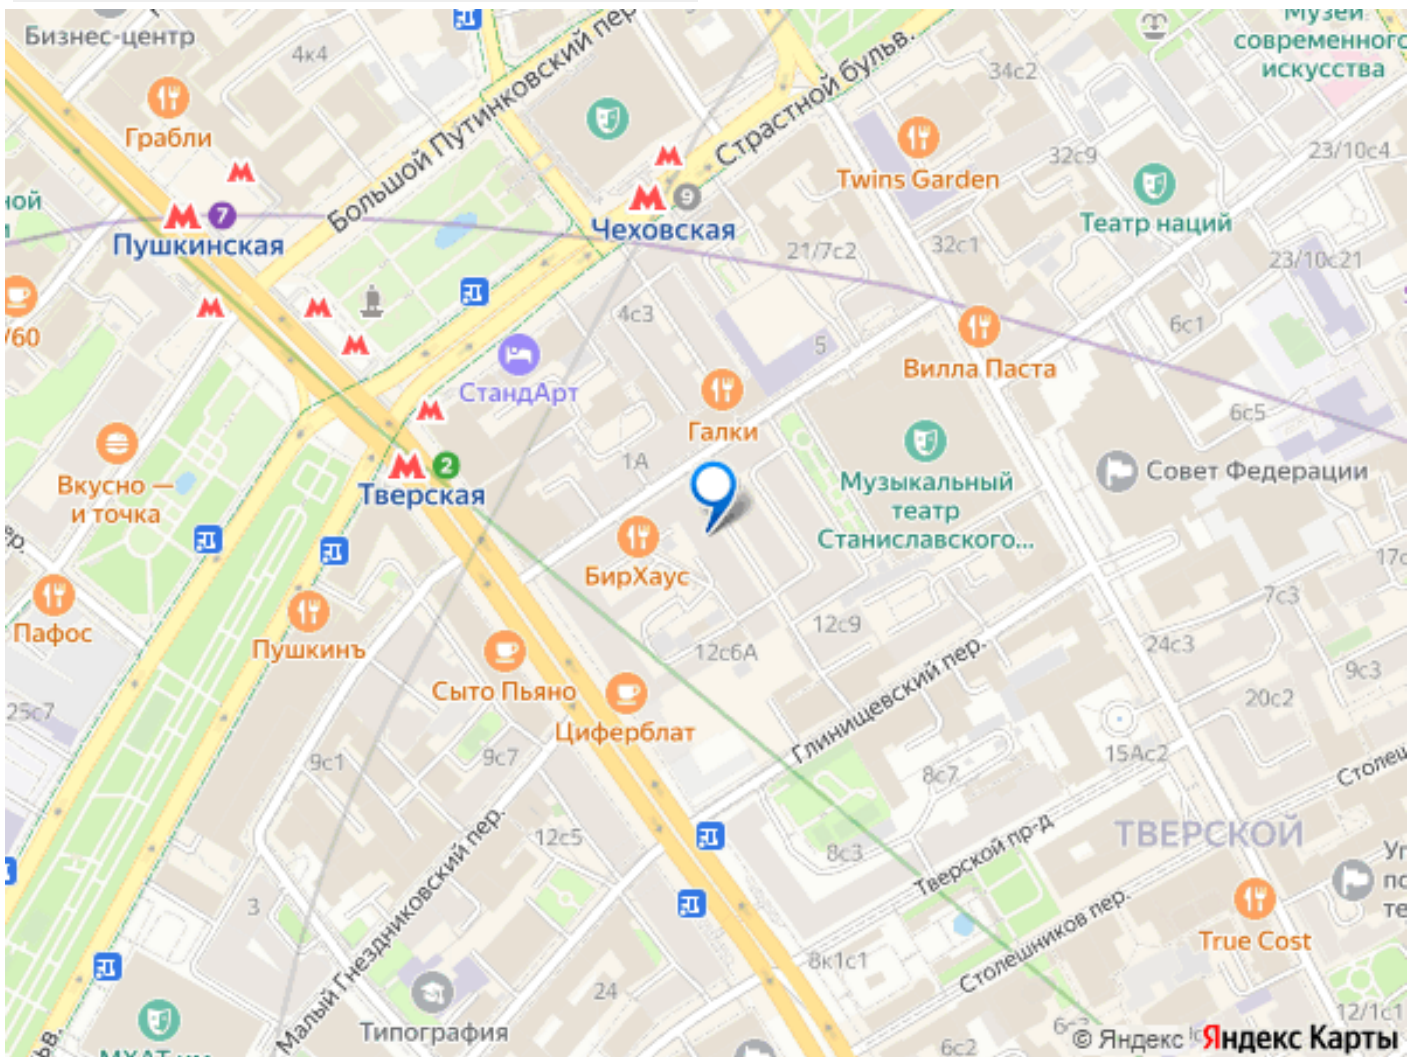 Бизнес-центр
4к4
Большой Путинковский пер.
Музей
современного
искусства
34с2
Грабли
Страстной бульв.
Twins Garden
32с9
23/10с4
Театр наций
7
Пушкинская
9
Чеховская
21/7с2
32с1
23/10с21
/60
4с3
6с1
5
Вилла Паста
СтандАрт
Галки
6с5
1А
2
Тверская
Вкусно —
и точка
Музыкальный
театр
Станиславского...
Совет Федерации
БирХаус
Пафос
Пушкинъ
12с9
7с3
24с3
9с3
12с6А
Сыто Пьяно
Циферблат
Глинищевский пер.
20с2
25с7
9с1
9с7
8с7
15Ас2
12с5
8с3
Тверской пр-д
ТВЕРСКОЙ
3
Малый Гнездниковский пер.
Столешников пер.
True Cost
8к1с1
24
Типография
12/1с1
6с2
© Яндекс
Яндекс Карты